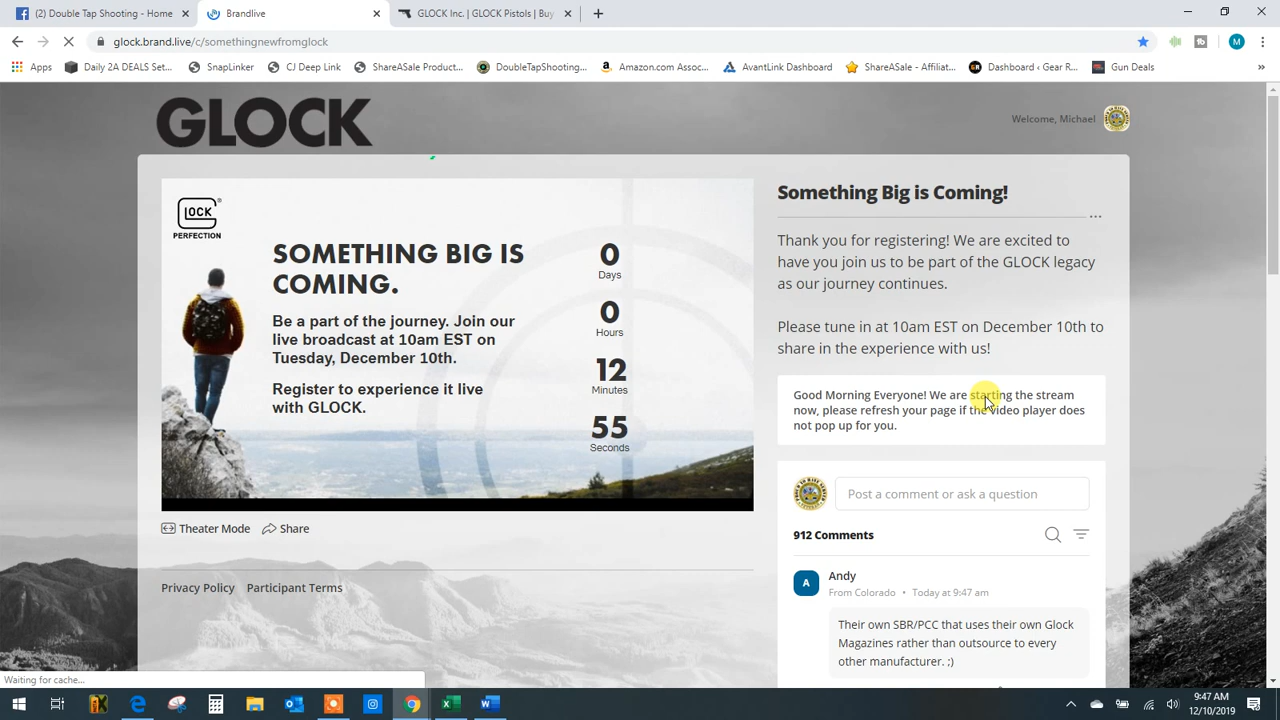 (2) Double Tap Shooting - Home
Brandlive
GLOCK Inc. | GLOCK Pistols | Buy
glock.brand.live/c/somethingnewfromglock
M
Apps
Daily 2A DEALS Set...
SnapLinker
CJ Deep Link
ShareASale Product...
DoubleTapShooting...
Amazon.com Assoc...
AvantLink Dashboard
ShareASale - Affiliat...
Dashboard ‹ Gear R...
Gun Deals
»
GLOCK
Welcome, Michael
GLOCK
PERFECTION
SOMETHING BIG IS
COMING.
Be a part of the journey. Join our
live broadcast at 10am EST on
Tuesday, December 10th.
Register to experience it live
with GLOCK.
0
Days
0
Hours
12
Minutes
55
Seconds
Theater Mode
Share
Privacy Policy
Participant Terms
Something Big is Coming!
Thank you for registering! We are excited to
have you join us to be part of the GLOCK legacy
as our journey continues.
Please tune in at 10am EST on December 10th to
share in the experience with us!
Good Morning Everyone! We are starting the stream
now, please refresh your page if the video player does
not pop up for you.
Post a comment or ask a question
912 Comments
A
Andy
From Colorado • Today at 9:47 am
Their own SBR/PCC that uses their own Glock
Magazines rather than outsource to every
other manufacturer. ;)
Waiting for cache...
9:47 AM
12/10/2019